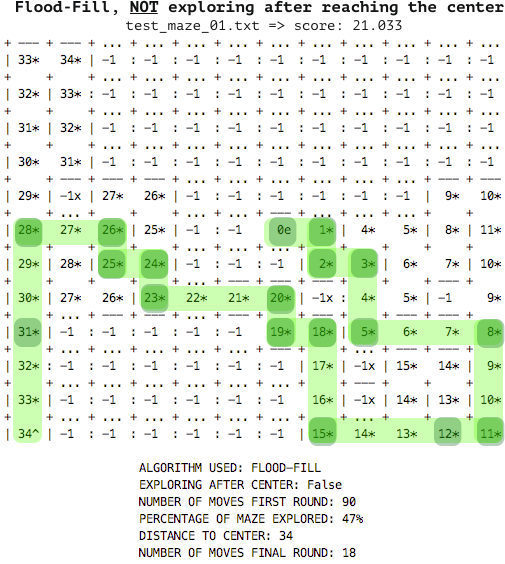 Flood-Fill, NOT exploring after reaching the center
test_maze_01.txt => score: 21.033
+ --- + --- + ... + ... + ... + ... + ... + ... + ... + ... + ... + ...
| 33*   34* | -1  : -1  : -1  : -1  : -1  : -1  : -1  : -1  : -1  : -1
+     +     + ... + ... + ... + ... + ... + ... + ... + ... + ... + ...
| 32* | 33* : -1  : -1  : -1  : -1  : -1  : -1  : -1  : -1  : -1  : -1
+     +     + ... + ... + ... + ... + ... + ... + ... + ... + ... + ...
| 31* | 32* | -1  : -1  : -1  : -1  : -1  : -1  : -1  : -1  : -1  : -1
+     +     + ... + ... + ... + ... + ... + ... + ... + ... + ... + ...
| 30*   31* | -1  : -1  : -1  : -1  : -1  : -1  : -1  : -1  : -1  : -1
+     + --- + --- + --- + ... + ... + ... + ... + ... + ... + --- + ---
| 29* | -1x | 27*   26* | -1  : -1  : -1  : -1  : -1  : -1  | 9*  | 10*
+     + ... +     +     + ... + ... + ... + --- + --- + --- +     +
| 28*   27*   26* | 25* | -1  : -1  : 0e    1*  | 4*    5*  | 8*  | 11*
+     + --- +     + --- + ... + ... + ... +     + --- +     +     +
| 29* | 28* | 25*   24* | -1  : -1  : -1  | 2*    3*  | 6*    7*  | 10*
+     +     + --- +     + --- + --- + --- + --- +     + --- + --- +
| 30* | 27*   26* | 23*   22*   21*   20* | -1x : 4*    5*  | -1  | 9*
+     + ... + --- + --- + --- + --- +     + --- +     +     + --- +
| 31* | -1  : -1  : -1  : -1  : -1  | 19*   18* | 5*    6*    7*    8*
+     + ... + ... + ... + ... + ... + --- +     + ... + --- + --- +
| 32* : -1  : -1  : -1  : -1  : -1  : -1  | 17* | -1x | 15*   14* | 9*
+     + ... + ... + ... + ... + ... + ... +     + --- +     +     +
| 33* : -1  : -1  : -1  : -1  : -1  : -1  | 16* | -1x | 14* | 13* | 10*
+     + ... + ... + ... + ... + ... + ... +     + ... +     +     +
| 34^ | -1  : -1  : -1  : -1  : -1  : -1  | 15*   14*   13*   12* | 11*
ALGORITHM USED: FLOOD-FILL
EXPLORING AFTER CENTER: False
NUMBER OF MOVES FIRST ROUND: 90
PERCENTAGE OF MAZE EXPLORED: 47%
DISTANCE TO CENTER: 34
NUMBER OF MOVES FINAL ROUND: 18